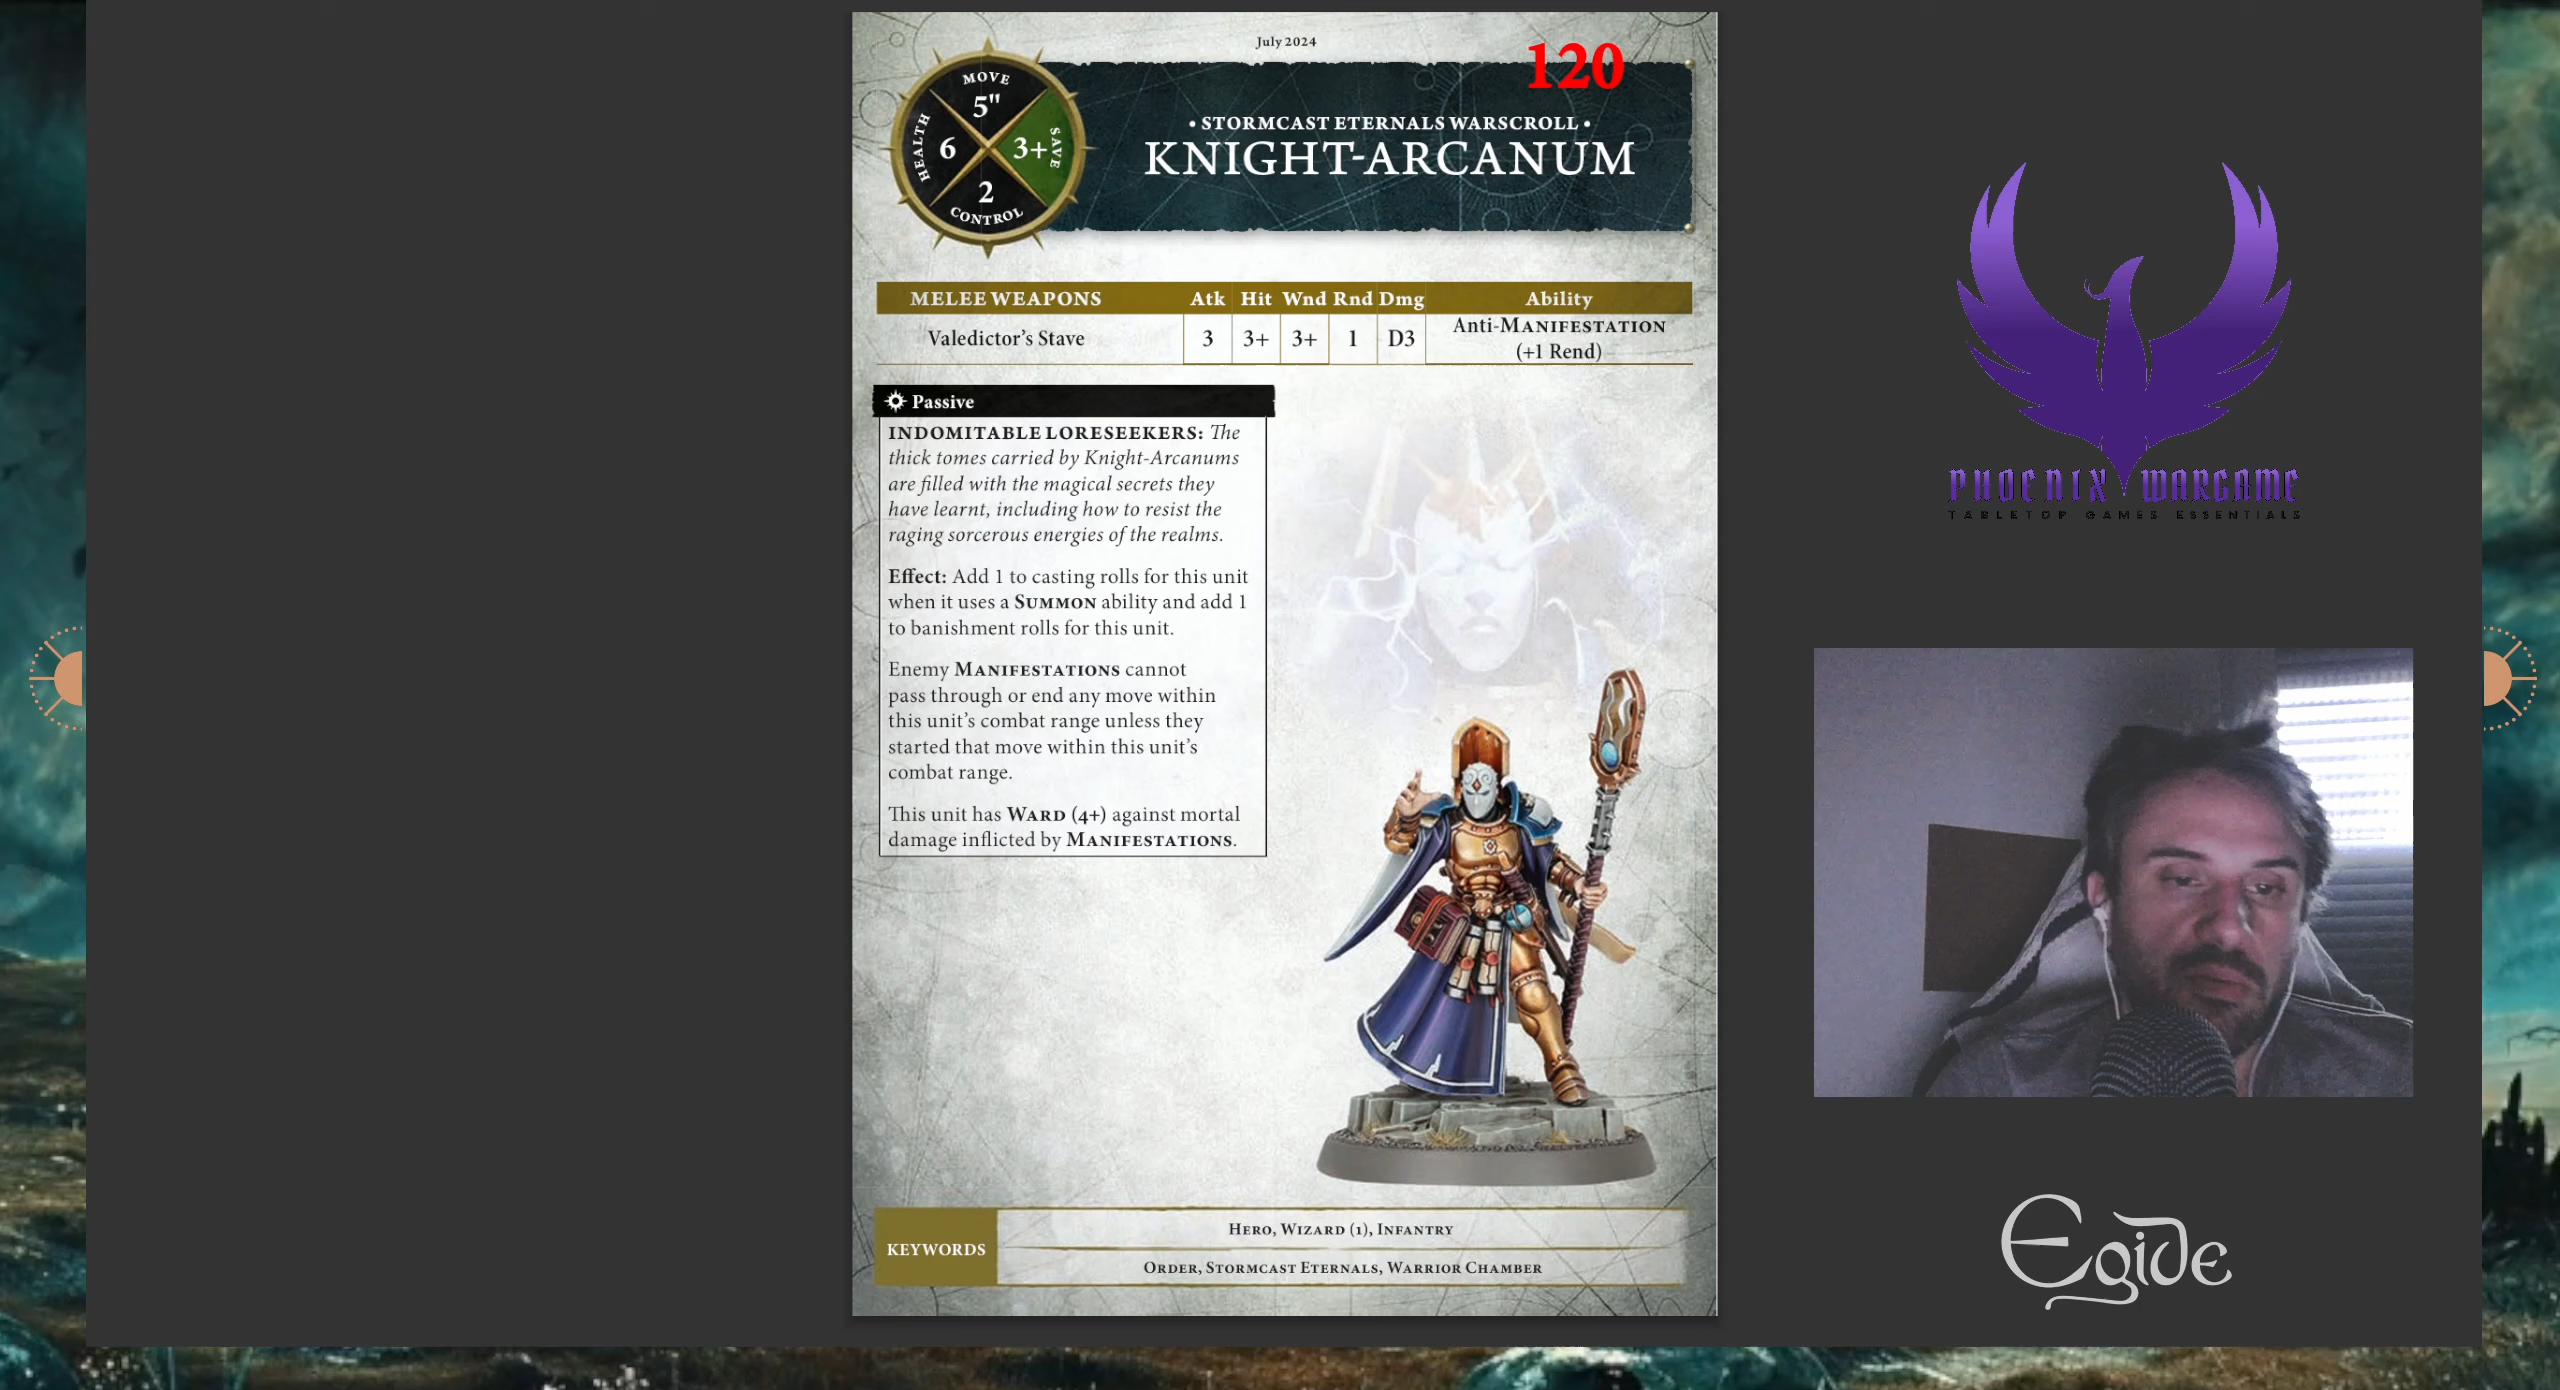 July 2024
120
MOVE
5"
HEALTH
6
3+
SAVE
2
CONTROL
• STORMCAST ETERNALS WARSCROLL •
KNIGHT-ARCANUM
MELEE WEAPONS Atk Hit Wnd Rnd Dmg Ability
Valedictor's Stave 3 3+ 3+ 1 D3 Anti-MANIFESTATION
(+1 Rend)
Passive
INDOMITABLE LORESEEKERS: The
thick tomes carried by Knight-Arcanums
are filled with the magical secrets they
have learnt, including how to resist the
raging sorcerous energies of the realms.
Effect: Add 1 to casting rolls for this unit
when it uses a SUMMON ability and add 1
to banishment rolls for this unit.
Enemy MANIFESTATIONS cannot
pass through or end any move within
this unit's combat range unless they
started that move within this unit's
combat range.
This unit has WARD (4+) against mortal
damage inflicted by MANIFESTATIONS.
KEYWORDS
HERO, WIZARD (1), INFANTRY
ORDER, STORMCAST ETERNALS, WARRIOR CHAMBER
PHOENIX WARGAME
TABLETOP GAMES ESSENTIALS
Egide